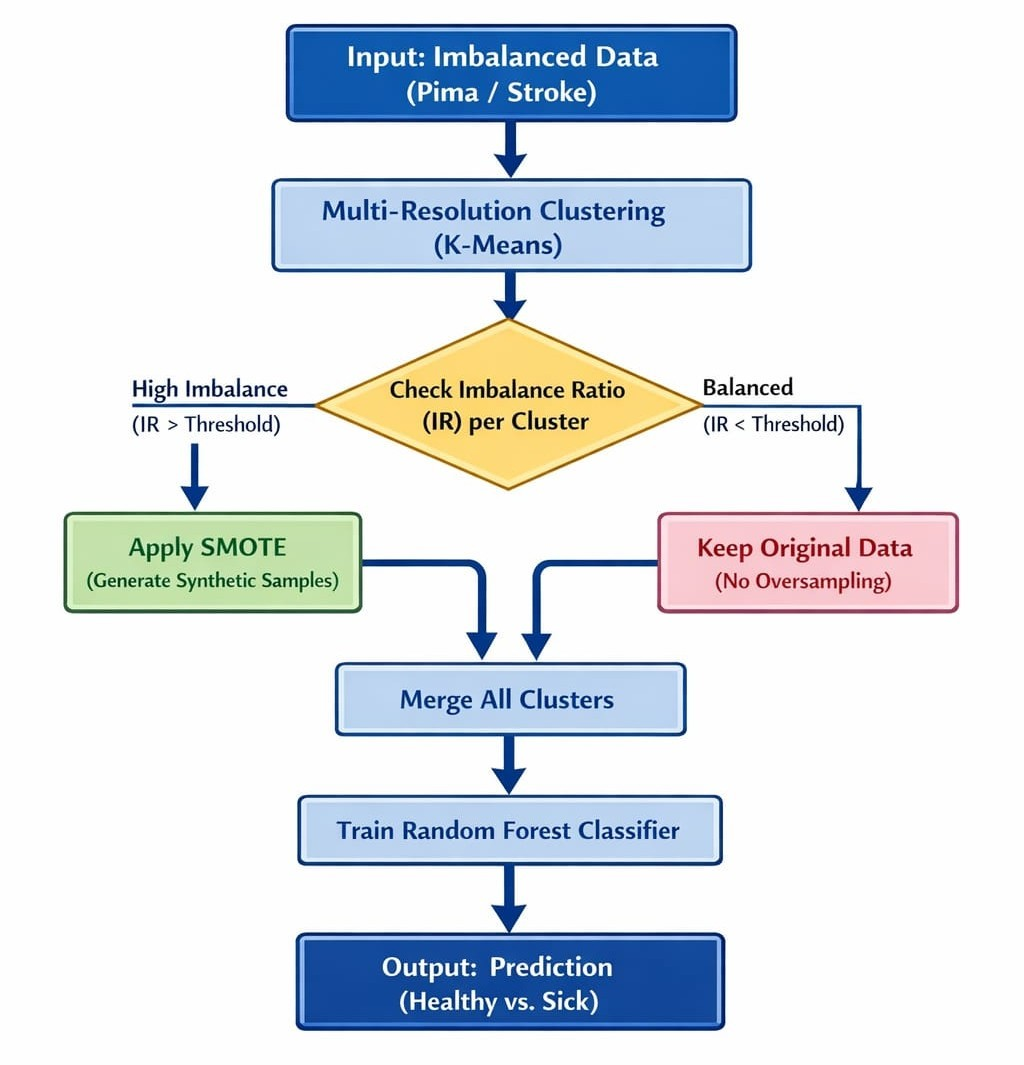 Input: Imbalanced Data
(Pima / Stroke)
Multi-Resolution Clustering
(K-Means)
Check Imbalance Ratio
(IR) per Cluster
High Imbalance
(IR > Threshold)
Balanced
(IR < Threshold)
Apply SMOTE
(Generate Synthetic Samples)
Keep Original Data
(No Oversampling)
Merge All Clusters
Train Random Forest Classifier
Output: Prediction
(Healthy vs. Sick)